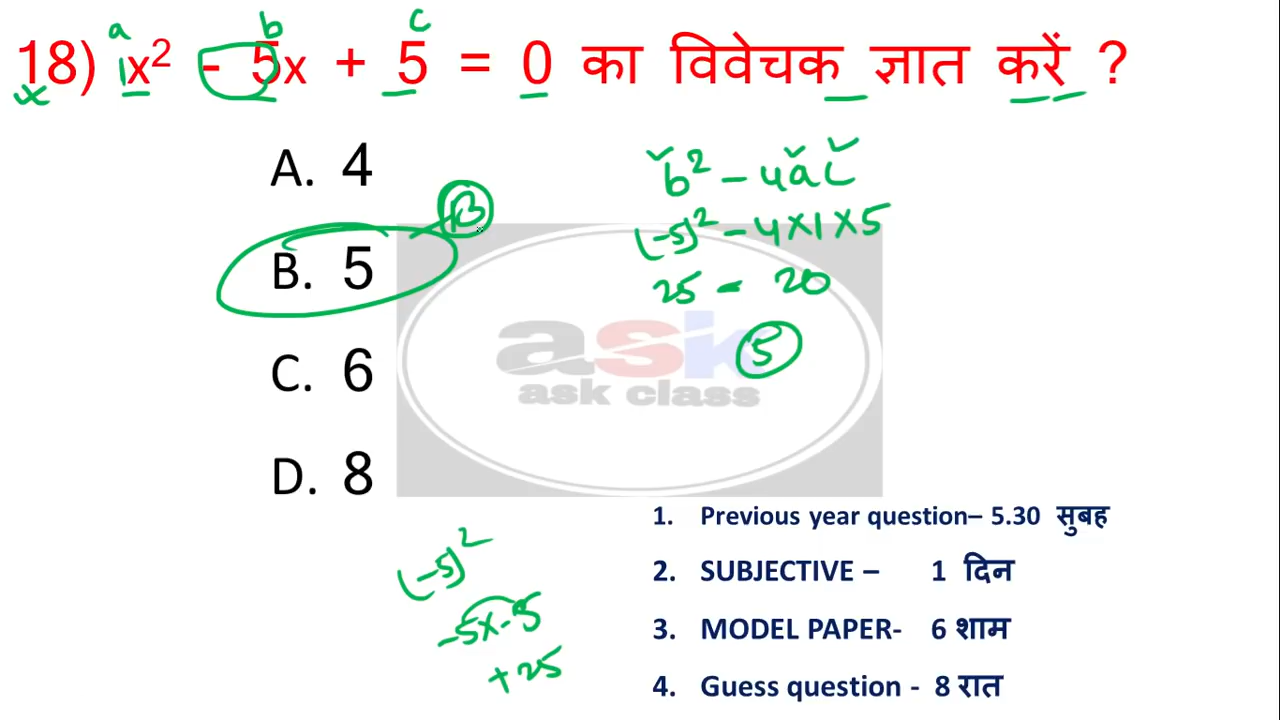 a b c
18) 1x² - 5x + 5 = 0 का विवेचक ज्ञात करें ?
A. 4
b² - 4ac
B
(-5)² - 4×1×5
B. 5
25 - 20
5
ask
ask class
C. 6
D. 8
1. Previous year question– 5.30 सुबह
(-5)²
2. SUBJECTIVE – 1 दिन
-5×-5
3. MODEL PAPER- 6 शाम
+25
4. Guess question - 8 रात